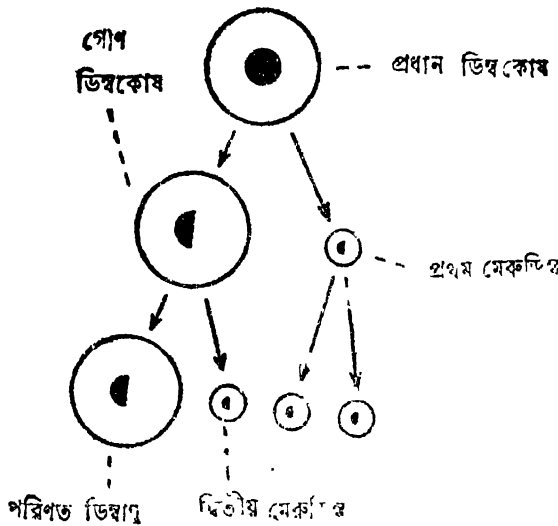 গৌণ
ডিম্বকোষ
প্রধান ডিম্বকোষ
প্রথম
পরিণত ডিম্বাণু
দ্বিতীয়